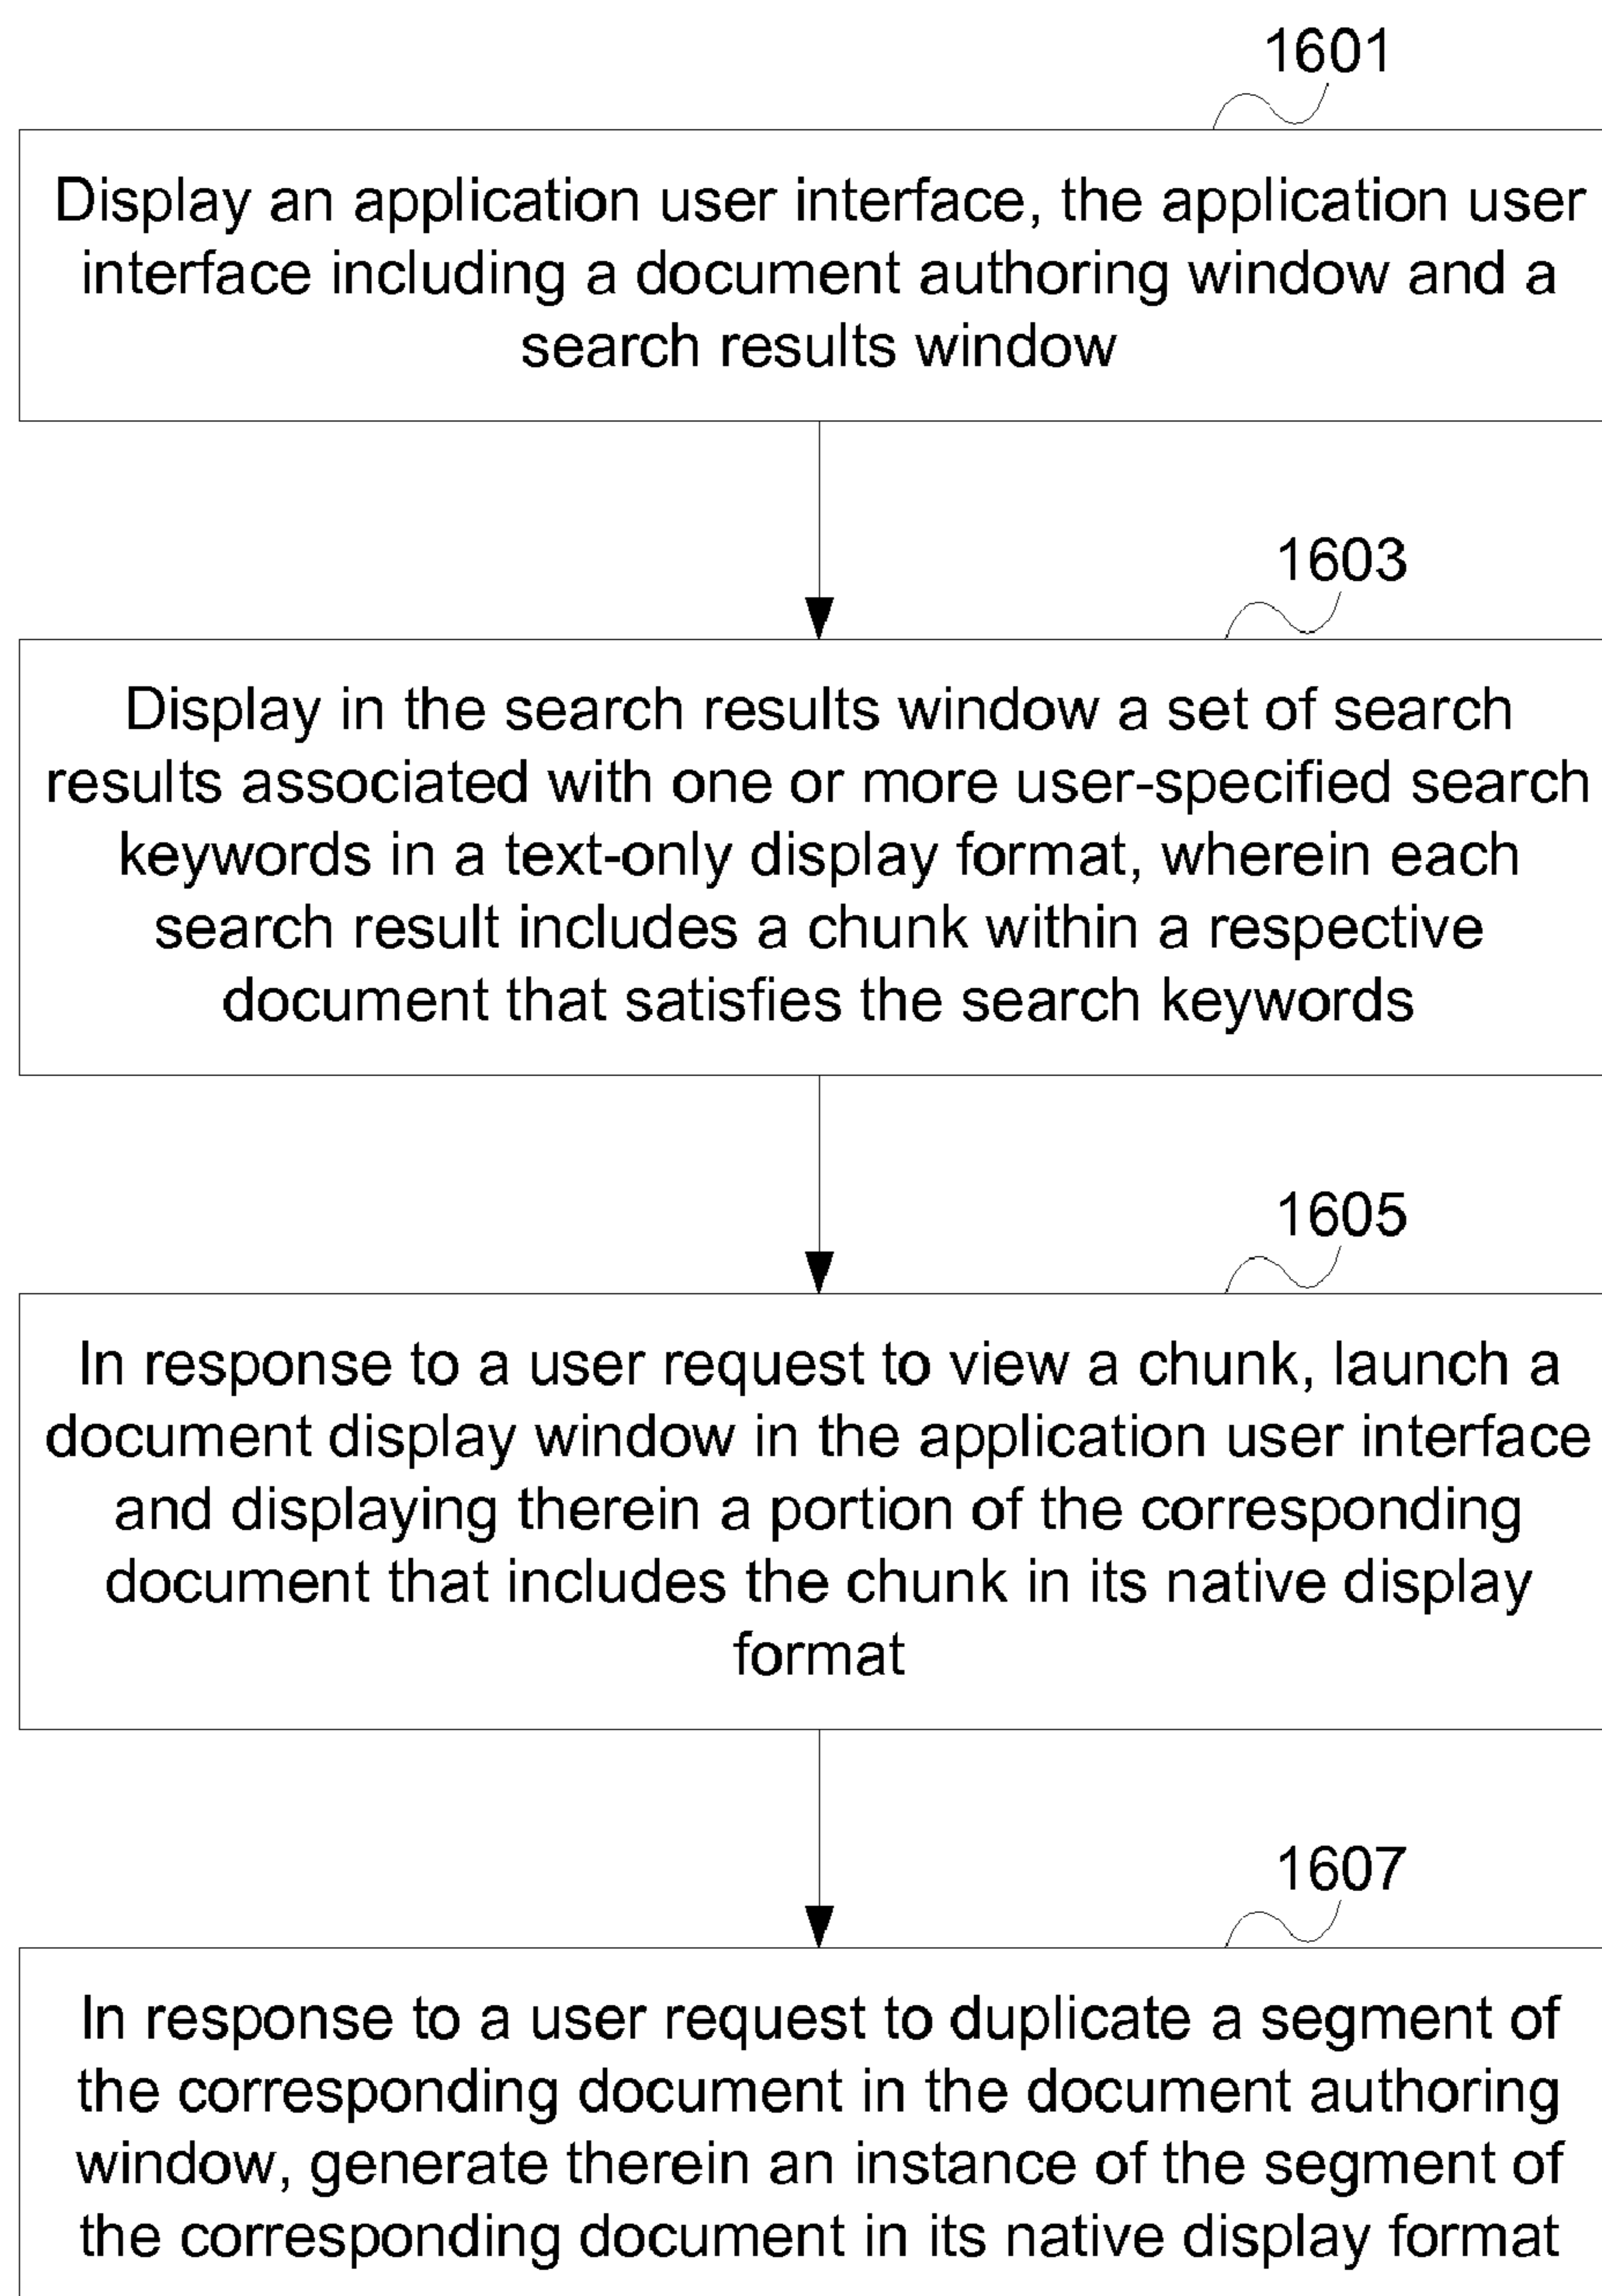 1601
Display an application user interface, the application user
interface including a document authoring window and a
search results window
1603
Display in the search results window a set of search
results associated with one or more user-specified search
keywords in a text-only display format, wherein each
search result includes a chunk within a respective
document that satisfies the search keywords
1605
In response to a user request to view a chunk, launch a
document display window in the application user interface
and displaying therein a portion of the corresponding
document that includes the chunk in its native display
format
1607
In response to a user request to duplicate a segment of
the corresponding document in the document authoring
window, generate therein an instance of the segment of
the corresponding document in its native display format